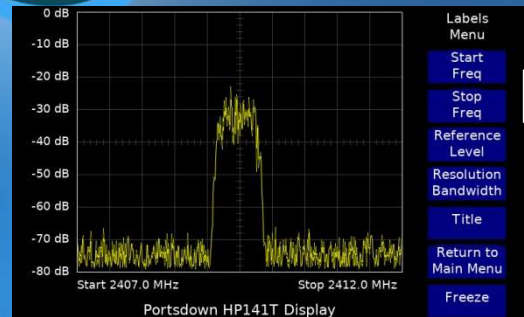 0 dB
-10 dB
-20 dB
-30 dB
-40 dB
-50 dB
-60 dB
-70 dB
-80 dB
Start 2407.0 MHz
Stop 2412.0 MHz
Portsdown HP141T Display
Labels
Menu
Start
Freq
Stop
Freq
Reference
Level
Resolution
Bandwidth
Title
Return to
Main Menu
Freeze